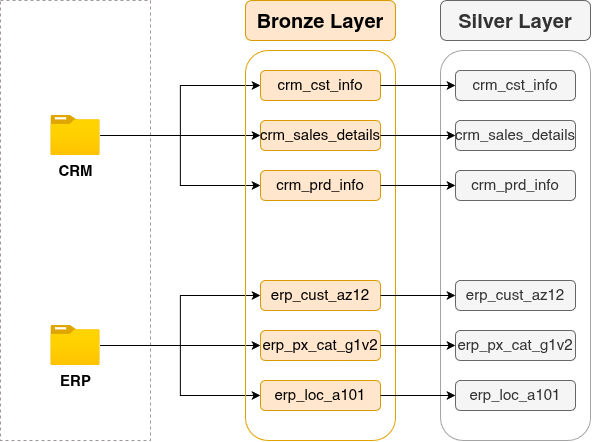 Bronze Layer
Silver Layer
crm_cst_info
crm_cst_info
CRM
crm_sales_details
crm_sales_details
crm_prd_info
crm_prd_info
erp_cust_az12
erp_cust_az12
ERP
erp_px_cat_g1v2
erp_px_cat_g1v2
erp_loc_a101
erp_loc_a101